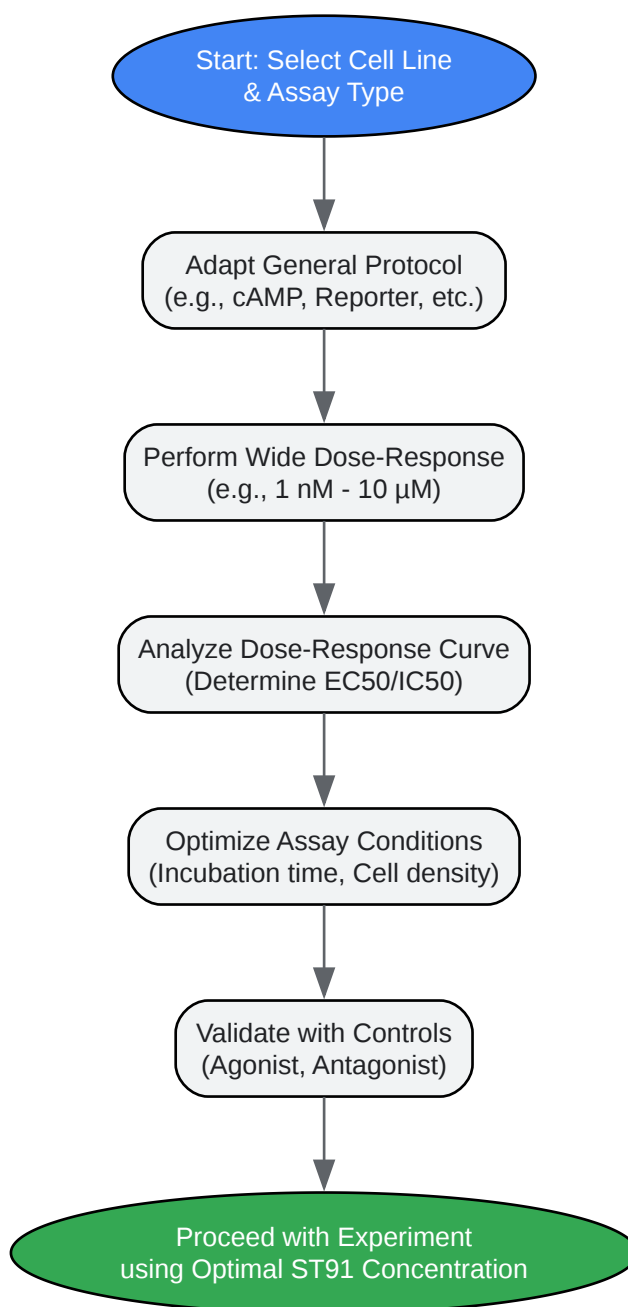 Start: Select Cell Line
& Assay Type
Adapt General Protocol
(e.g., cAMP, Reporter, etc.)
Perform Wide Dose-Response
(e.g., 1 nM - 10 µM)
Analyze Dose-Response Curve
(Determine EC50/IC50)
Optimize Assay Conditions
(Incubation time, Cell density)
Validate with Controls
(Agonist, Antagonist)
Proceed with Experiment
using Optimal ST91 Concentration